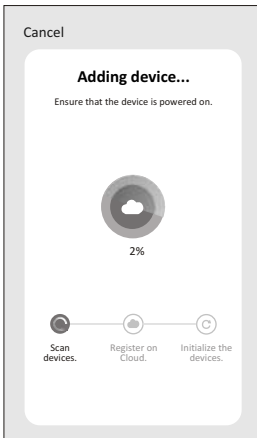 Cancel
Adding device...
Ensure that the device is powered on.
2%
Scan
devices.
Register on
Cloud.
Initialize the
devices.